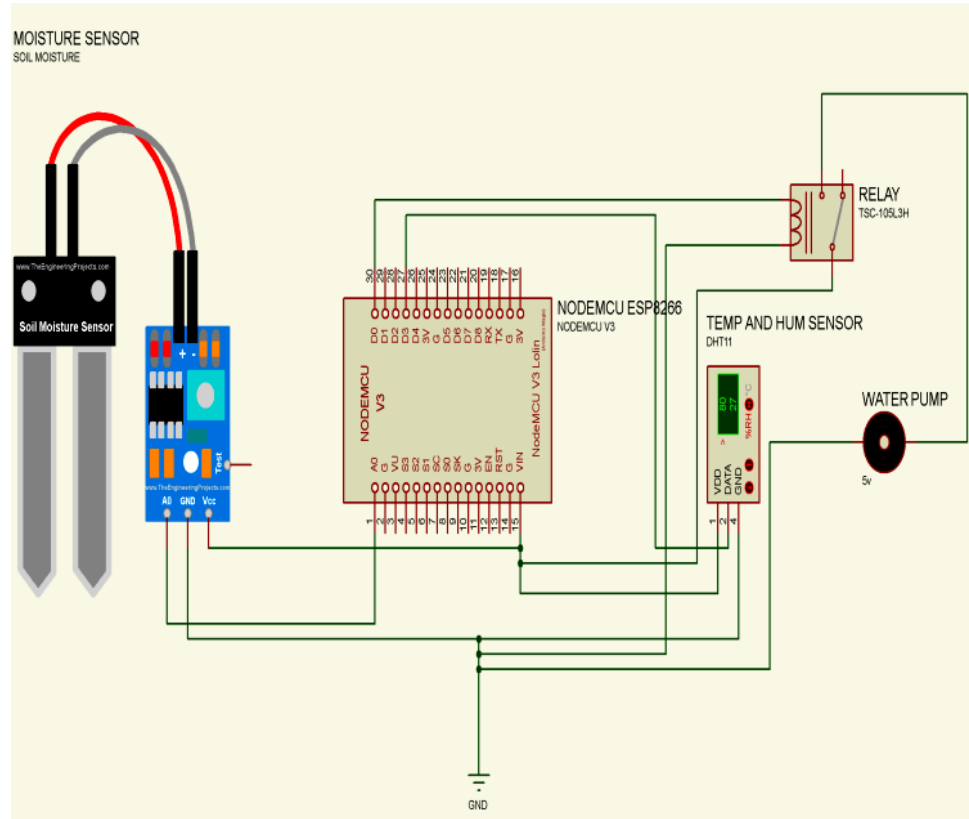 MOISTURE SENSOR
SOIL MOISTURE
www.TheEngineeringProjects.com
Soil Moisture Sensor
+ -
Test
www.TheEngineeringProjects.com
A0 GND Vcc
30 29 28 27 26 25 24 23 22 21 20 19 18 17 16
D0 D1 D2 D3 D4 3V G D5 D6 D7 D8 RX TX G 3V
NODEMCU
V3
NodeMCU V3 Lolin
A0 G VU S3 S2 S1 SC S0 SK G 3V EN RST G VIN
1 2 3 4 5 6 7 8 9 10 11 12 13 14 15
NODEMCU ESP8266
NODEMCU V3
RELAY
TSC-105L3H
TEMP AND HUM SENSOR
DHT11
80
27
>
%RH °C
VDD
DATA
GND
1 2 4
WATER PUMP
5v
GND